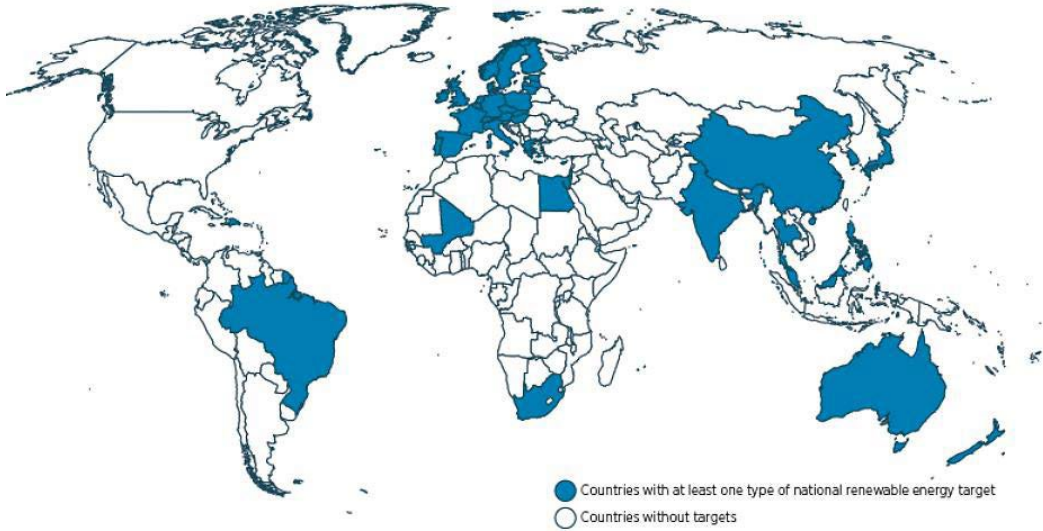 Countries with at least one type of national renewable energy target
Countries without targets